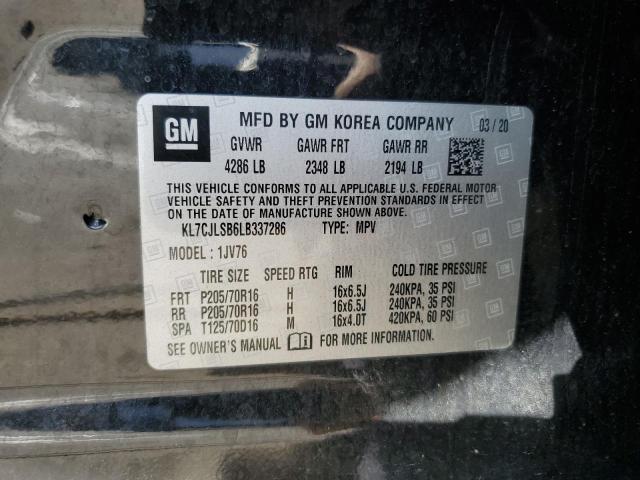 GM MFD BY GM KOREA COMPANY 03/20
GVWR GAWR FRT GAWR RR
4286 LB 2348 LB 2194 LB
THIS VEHICLE CONFORMS TO ALL APPLICABLE U.S. FEDERAL MOTOR
VEHICLE SAFETY AND THEFT PREVENTION STANDARDS
IN EFFECT ON THE DATE OF MANUFACTURE SHOWN ABOVE.
KL7CJLSB6LB337286 TYPE: MPV
MODEL : 1JV76
TIRE SIZE SPEED RTG RIM COLD TIRE PRESSURE
FRT P205/70R16 H 16x6.5J 240KPA, 35 PSI
RR P205/70R16 H 16x6.5J 240KPA, 35 PSI
SPA T125/70D16 M 16x4.0T 420KPA, 60 PSI
SEE OWNER'S MANUAL FOR MORE INFORMATION.